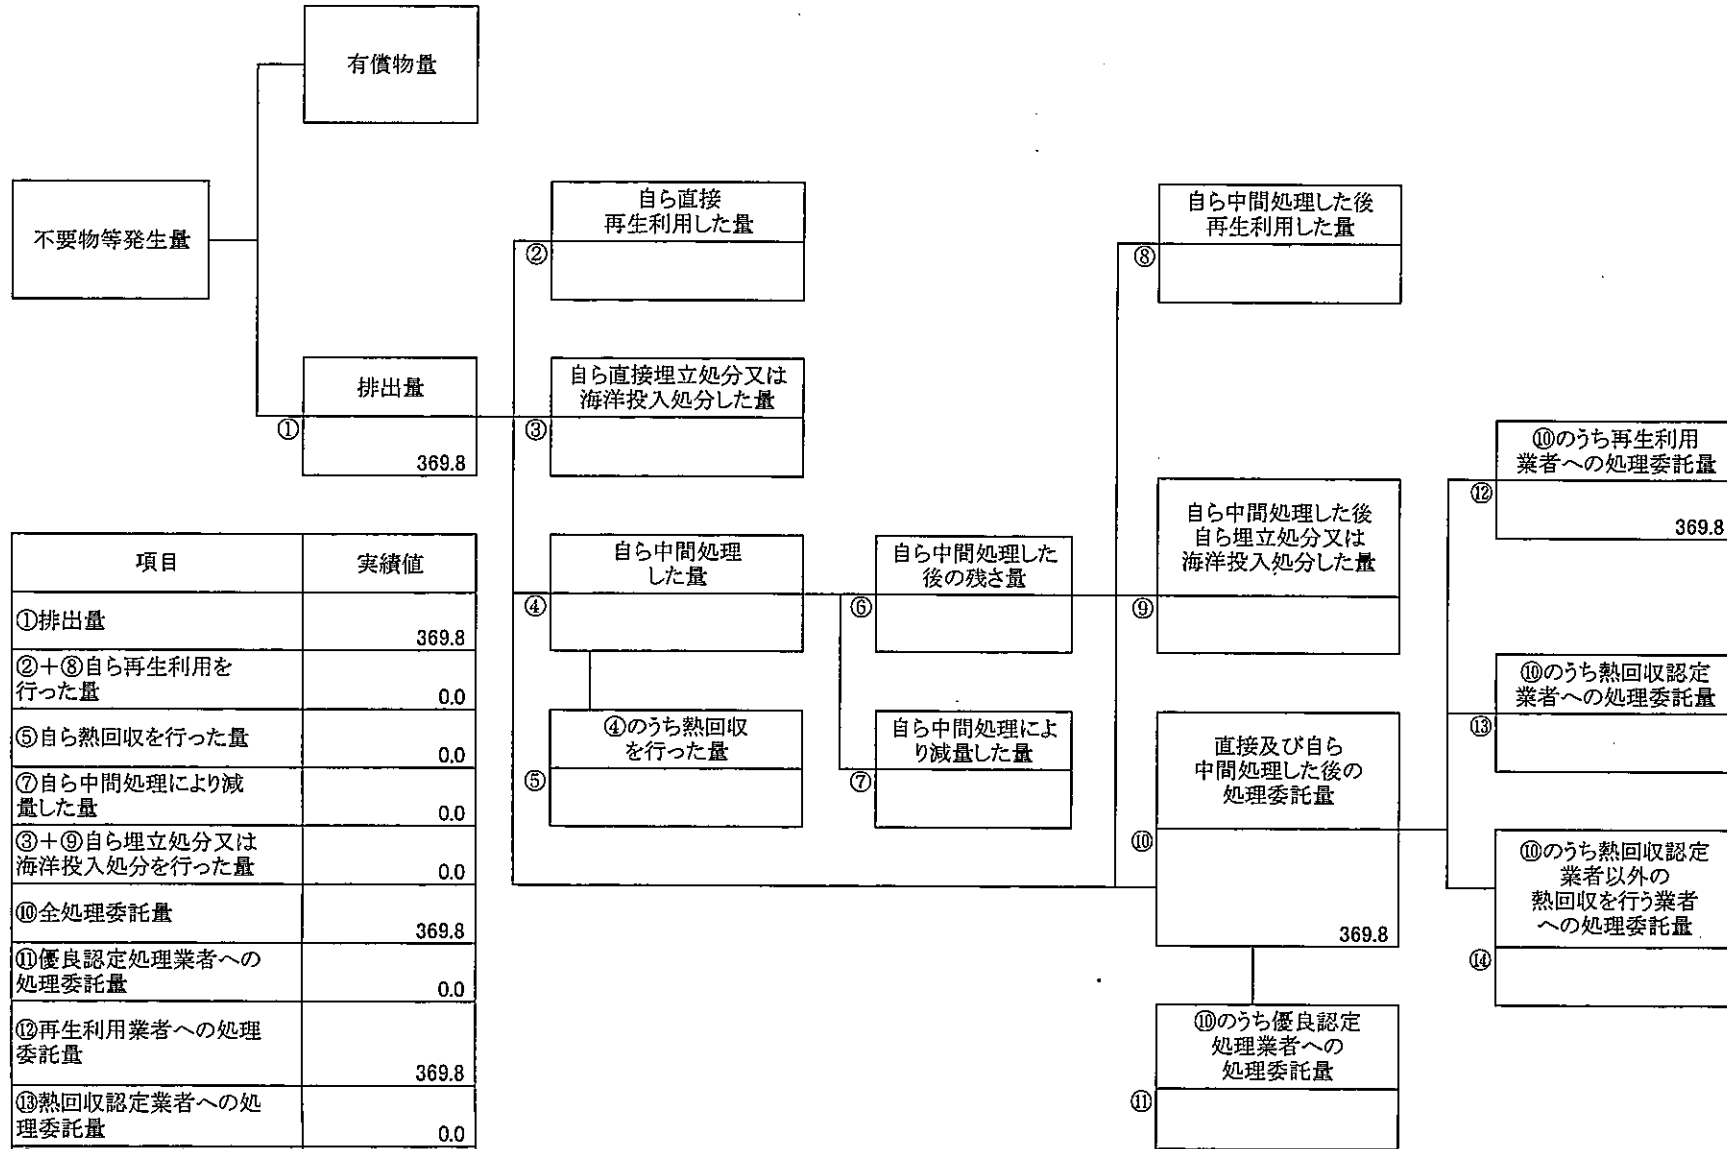 有償物量
不要物等発生量
自ら直接
再生利用した量
②
自ら中間処理した後
再生利用した量
⑧
排出量
①
369.8
自ら直接埋立処分又は
海洋投入処分した量
③
⑩のうち再生利用
業者への処理委託量
⑫
369.8
自ら中間処理
した量
④
自ら中間処理した
後の残さ量
⑥
自ら中間処理した後
自ら埋立処分又は
海洋投入処分した量
⑨
④のうち熱回収
を行った量
⑤
自ら中間処理によ
り減量した量
⑦
直接及び自ら
中間処理した後の
処理委託量
⑩
369.8
⑩のうち熱回収認定
業者への処理委託量
⑬
⑩のうち熱回収認定
業者以外の
熱回収を行う業者
への処理委託量
⑭
⑩のうち優良認定
処理業者への
処理委託量
⑪
項目 実績値
①排出量 369.8
②+⑧自ら再生利用を
行った量 0.0
⑤自ら熱回収を行った量 0.0
⑦自ら中間処理により減
量した量 0.0
③+⑨自ら埋立処分又は
海洋投入処分を行った量 0.0
⑩全処理委託量 369.8
⑪優良認定処理業者への
処理委託量 0.0
⑫再生利用業者への処理
委託量 369.8
⑬熱回収認定業者への処
理委託量 0.0